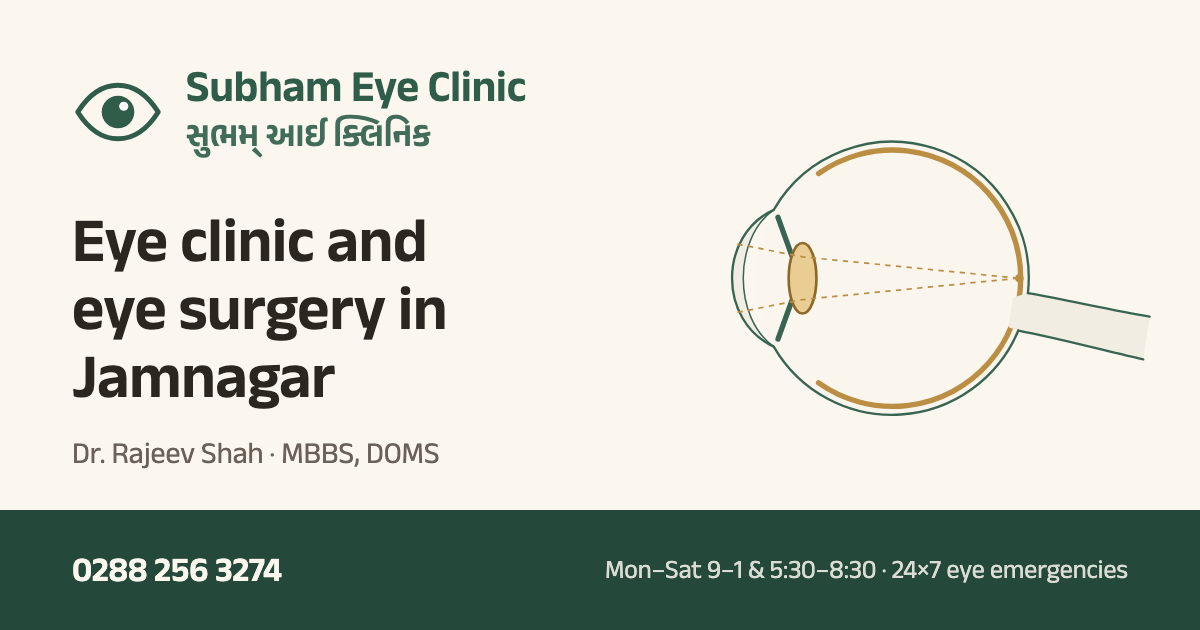 Subham Eye Clinic
સુભમ્ આઈ ક્લિનિક
Eye clinic and
eye surgery in
Jamnagar
Dr. Rajeev Shah · MBBS, DOMS
0288 256 3274
Mon–Sat 9–1 & 5:30–8:30 · 24×7 eye emergencies